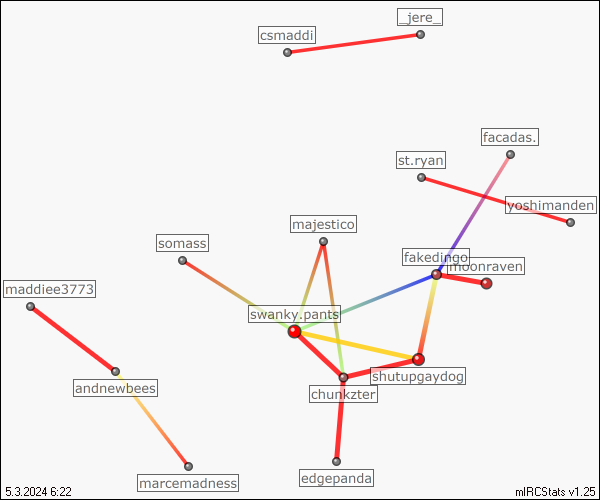 _jere_
csmaddi
facadas.
st.ryan
yoshimanden
majestico
somass
fakedingo
moonraven
maddiee3773
swanky.pants
shutupgaydog
andnewbees
chunkzter
edgepanda
marcemadness
5.3.2024 6:22
mIRCStats v1.25